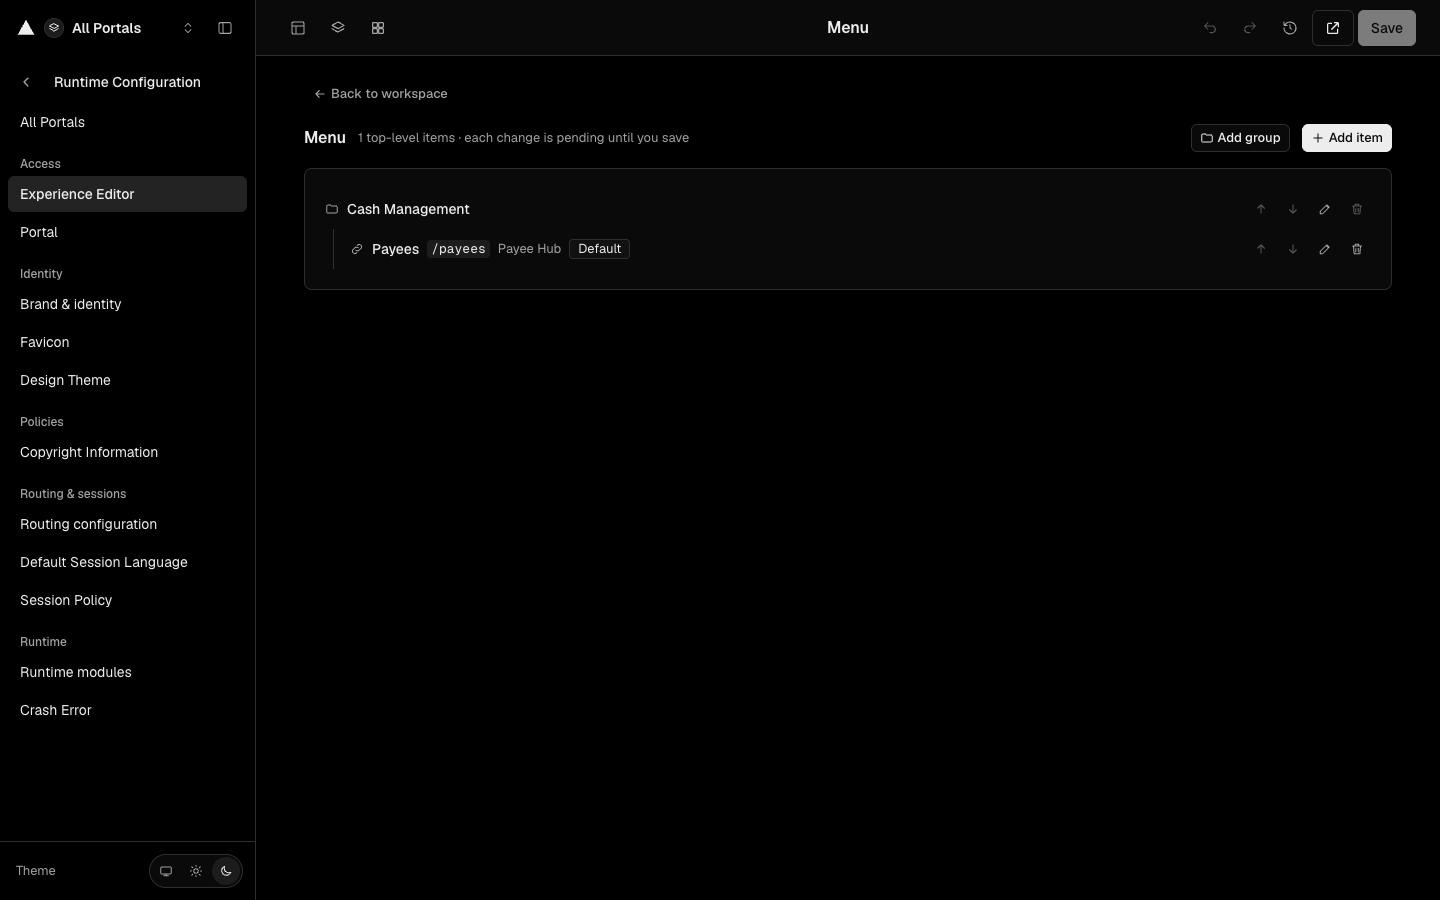 All Portals
Menu
Save
Runtime Configuration
All Portals
Access
Experience Editor
Portal
Identity
Brand & identity
Favicon
Design Theme
Policies
Copyright Information
Routing & sessions
Routing configuration
Default Session Language
Session Policy
Runtime
Runtime modules
Crash Error
Theme
Back to workspace
Menu 1 top-level items · each change is pending until you save
Add group
Add item
Cash Management
Payees /payees Payee Hub Default